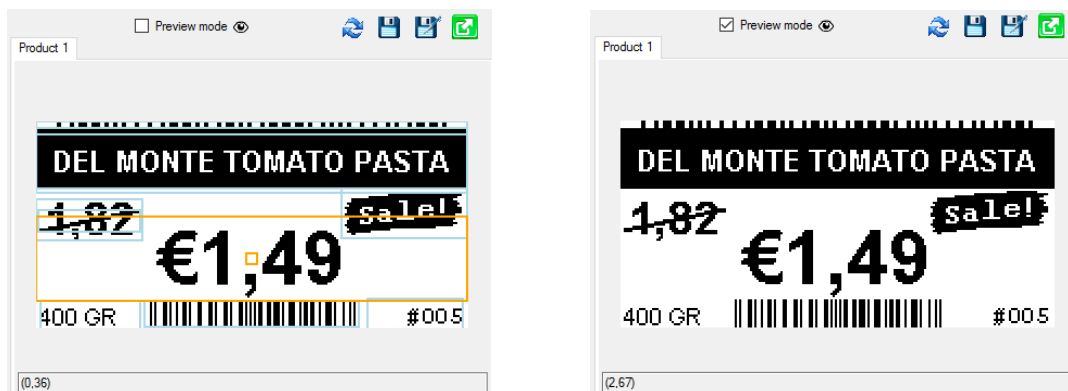 Preview mode
Product 1
DEL MONTE TOMATO PASTA
1,82
Sale!
€1,49
400 GR
#005
(0,36)
Preview mode
Product 1
DEL MONTE TOMATO PASTA
1,82
Sale!
€1,49
400 GR
#005
(2,67)